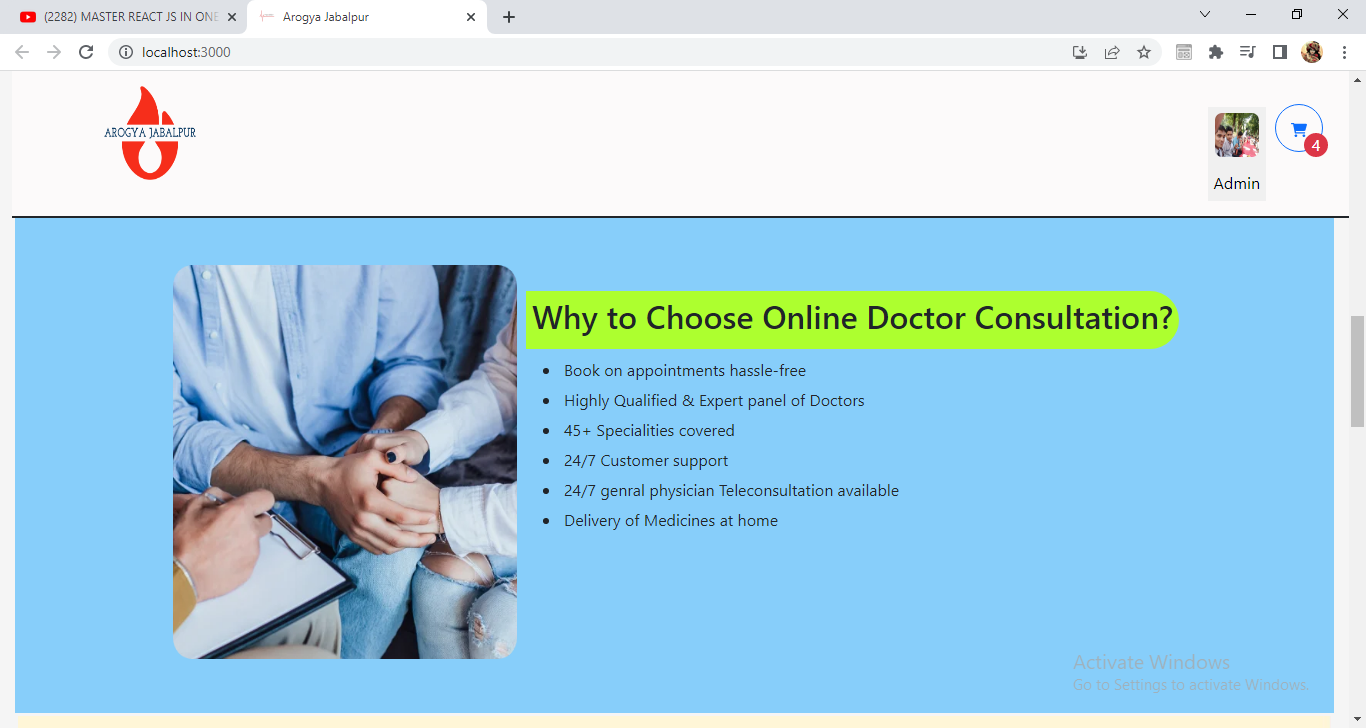 (2282) MASTER REACT JS IN ONE
Arogya Jabalpur
localhost:3000
AROGYA JABALPUR
4
Admin
Why to Choose Online Doctor Consultation?
Book on appointments hassle-free
Highly Qualified & Expert panel of Doctors
45+ Specialities covered
24/7 Customer support
24/7 genral physician Teleconsultation available
Delivery of Medicines at home
Activate Windows
Go to Settings to activate Windows.